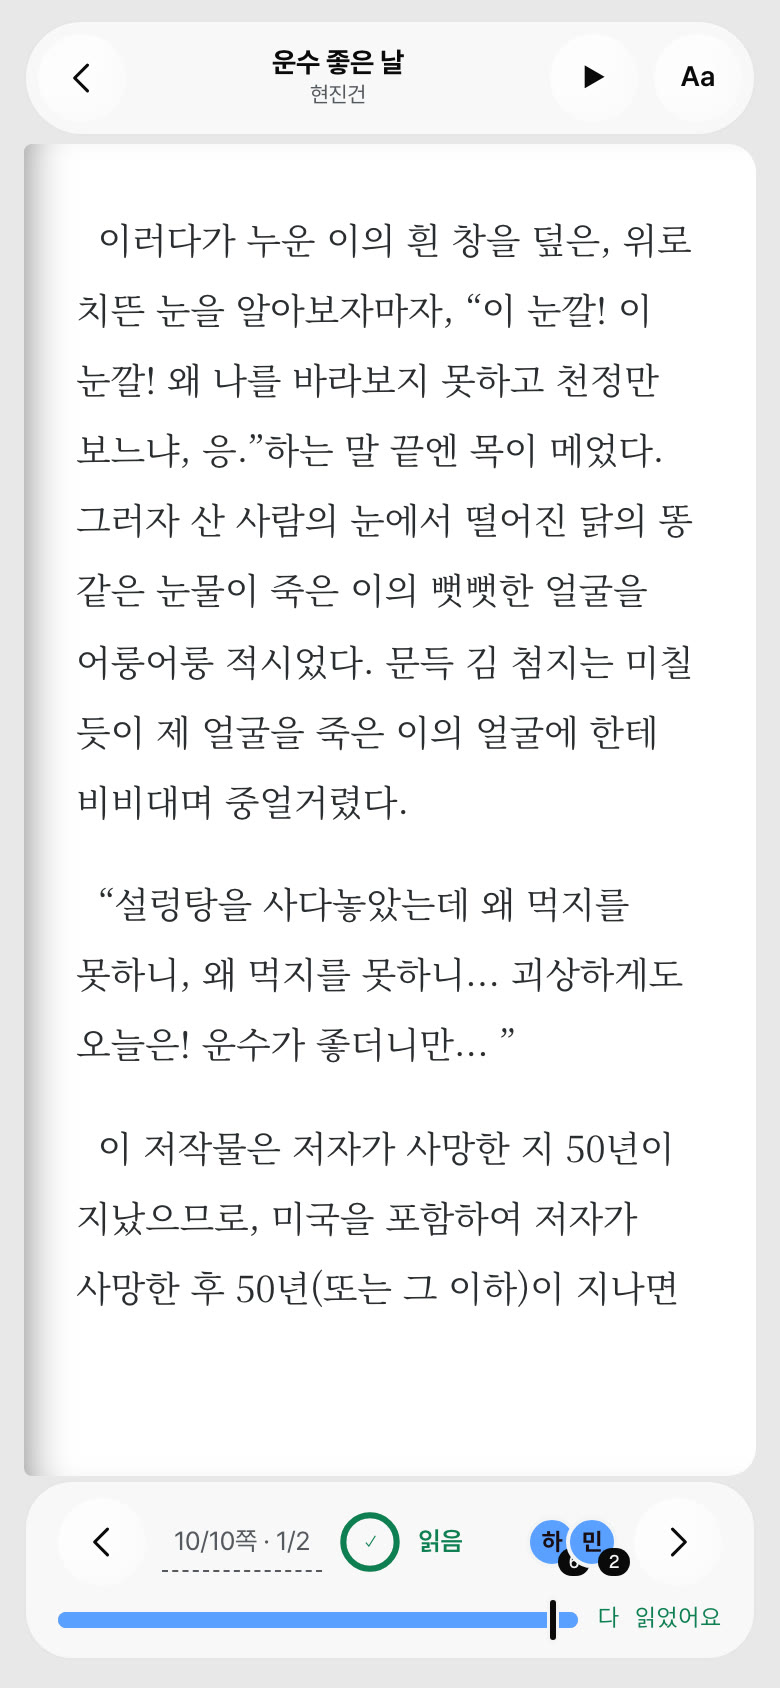 운수 좋은 날
현진건
Aa
이러다가 누운 이의 흰 창을 덮은, 위로
치뜬 눈을 알아보자마자, “이 눈깔! 이
눈깔! 왜 나를 바라보지 못하고 천정만
보느냐, 응.”하는 말 끝엔 목이 메었다.
그러자 산 사람의 눈에서 떨어진 닭의 똥
같은 눈물이 죽은 이의 뻣뻣한 얼굴을
어룽어룽 적시었다. 문득 김 첨지는 미칠
듯이 제 얼굴을 죽은 이의 얼굴에 한테
비비대며 중얼거렸다.
“설렁탕을 사다놓았는데 왜 먹지를
못하니, 왜 먹지를 못하니... 괴상하게도
오늘은! 운수가 좋더니만... ”
이 저작물은 저자가 사망한 지 50년이
지났으므로, 미국을 포함하여 저자가
사망한 후 50년(또는 그 이하)이 지나면
10/10쪽 · 1/2 ✓ 읽음 하 민 2
다 읽었어요